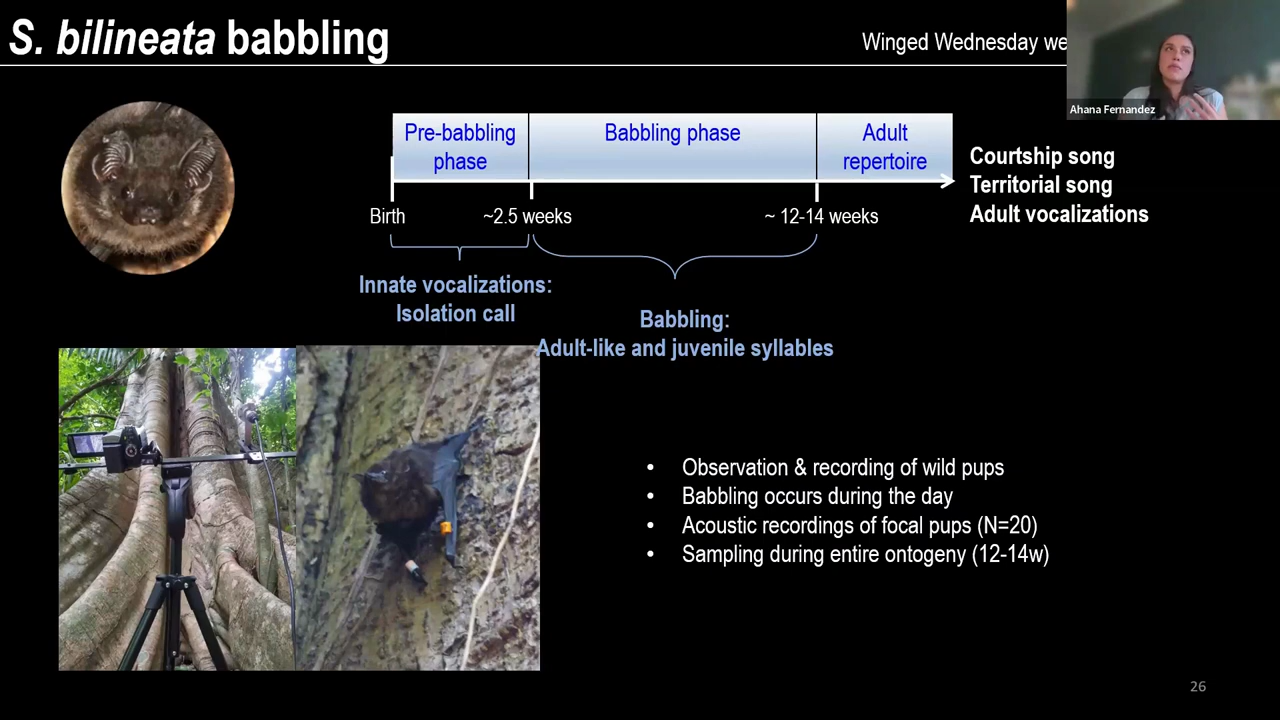 S. bilineata babbling
Winged Wednesday
Ahana Fernandez
Pre-babbling
phase
Babbling phase
Adult
repertoire
Courtship song
Territorial song
Adult vocalizations
Birth
~2.5 weeks
~ 12-14 weeks
Innate vocalizations:
Isolation call
Babbling:
Adult-like and juvenile syllables
• Observation & recording of wild pups
• Babbling occurs during the day
• Acoustic recordings of focal pups (N=20)
• Sampling during entire ontogeny (12-14w)
26